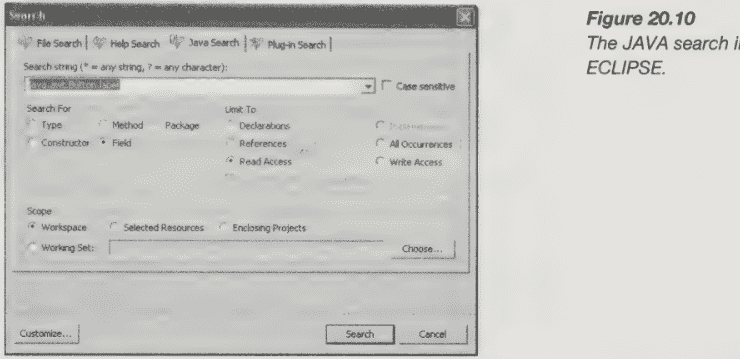 Search
File Search Help Search Java Search Plug-in Search
Search string (* = any string, ? = any character):
Case sensitive
Search For Limit To
Type Method Package Declarations
Constructor Field References All Occurrences
Read Access Write Access
Scope
Workspace Selected Resources Enclosing Projects
Working Set: Choose...
Customize... Search Cancel
Figure 20.10
The JAVA search i
ECLIPSE.